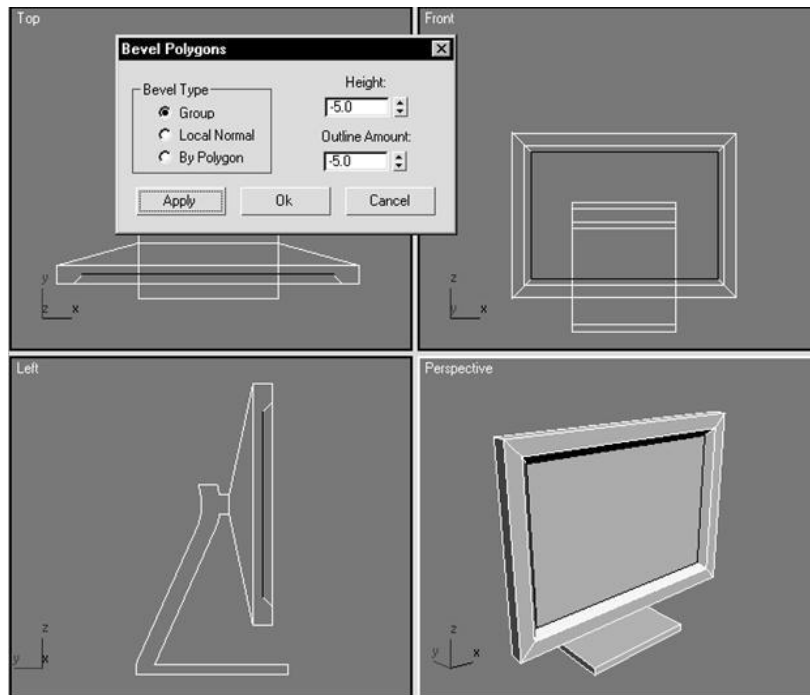 Top
Front
Bevel Polygons
Bevel Type
Group
Local Normal
By Polygon
Height:
-5.0
Outline Amount:
-5.0
Apply
Ok
Cancel
y
z
x
z
y
x
Left
Perspective
z
y
x
z
y
x